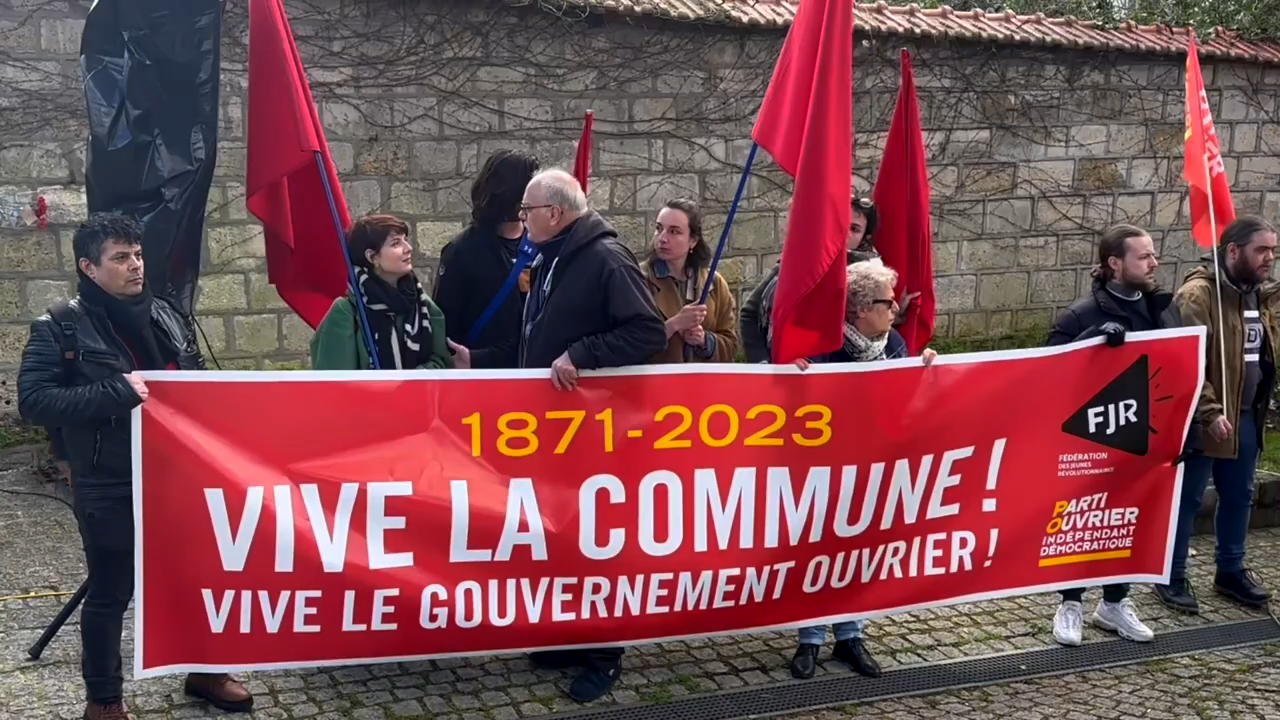 1871-2023
VIVE LA COMMUNE !
VIVE LE GOUVERNEMENT OUVRIER !
FJR
FÉDÉRATION
DES JEUNES
RÉVOLUTIONNAIRES
PARTI
OUVRIER
INDÉPENDANT
DÉMOCRATIQUE